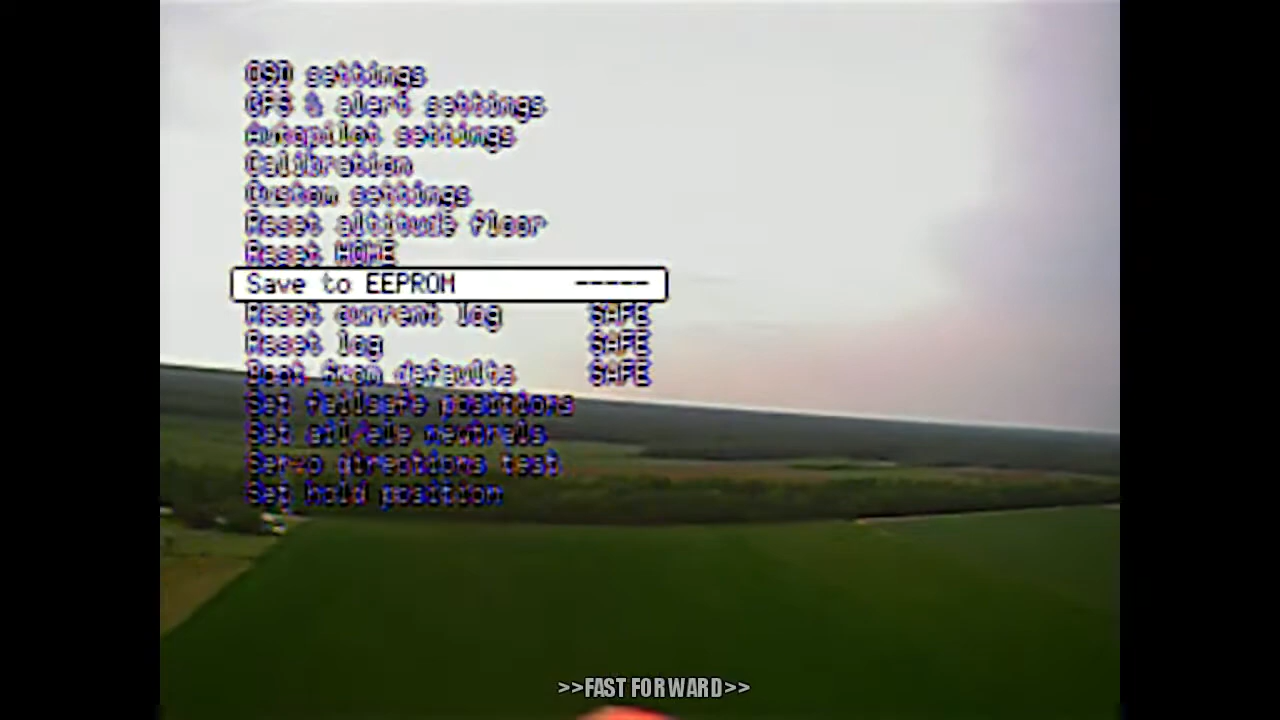 OSD settings
GPS & alert settings
Autopilot settings
Calibration
Custom settings
Reset altitude floor
Reset HOME
Save to EEPROM -----
Reset current log SAFE
Reset log SAFE
Boot from defaults SAFE
Set failsafe positions
Set ail/ele neutrals
Servo directions test
Set hold position
>>FAST FORWARD>>